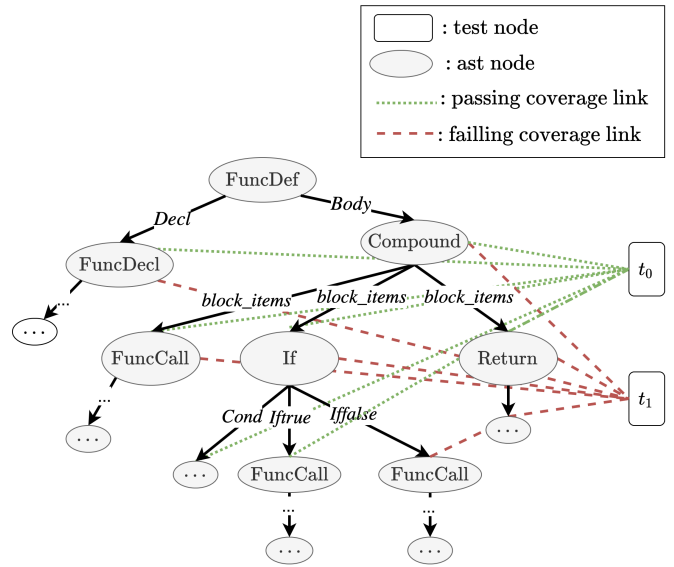 : test node
: ast node
: passing coverage link
: failling coverage link
FuncDef
Decl
Body
FuncDecl
Compound
t0
...
block_items
block_items
block_items
...
FuncCall
If
Return
t1
...
Cond
Iftrue
Iffalse
...
...
...
FuncCall
FuncCall
...
...
...
...